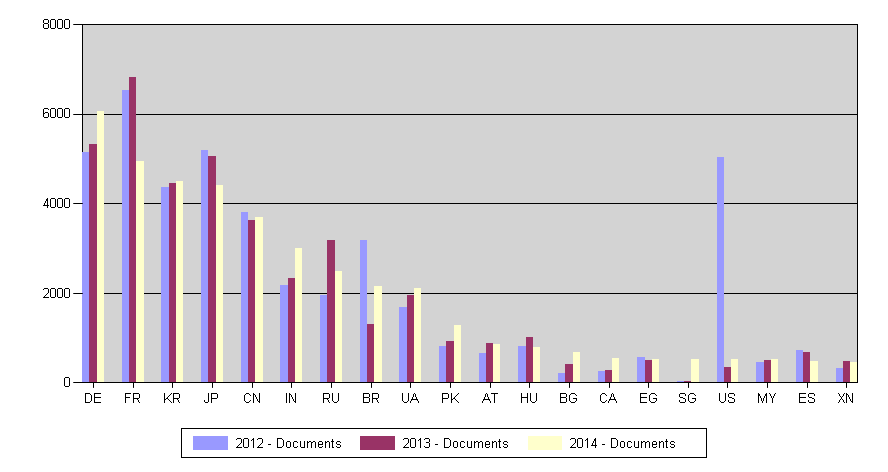 8000
6000
4000
2000
0
DE FR KR JP CN IN RU BR UA PK AT HU BG CA EG SG US MY ES XN
2012 - Documents 2013 - Documents 2014 - Documents